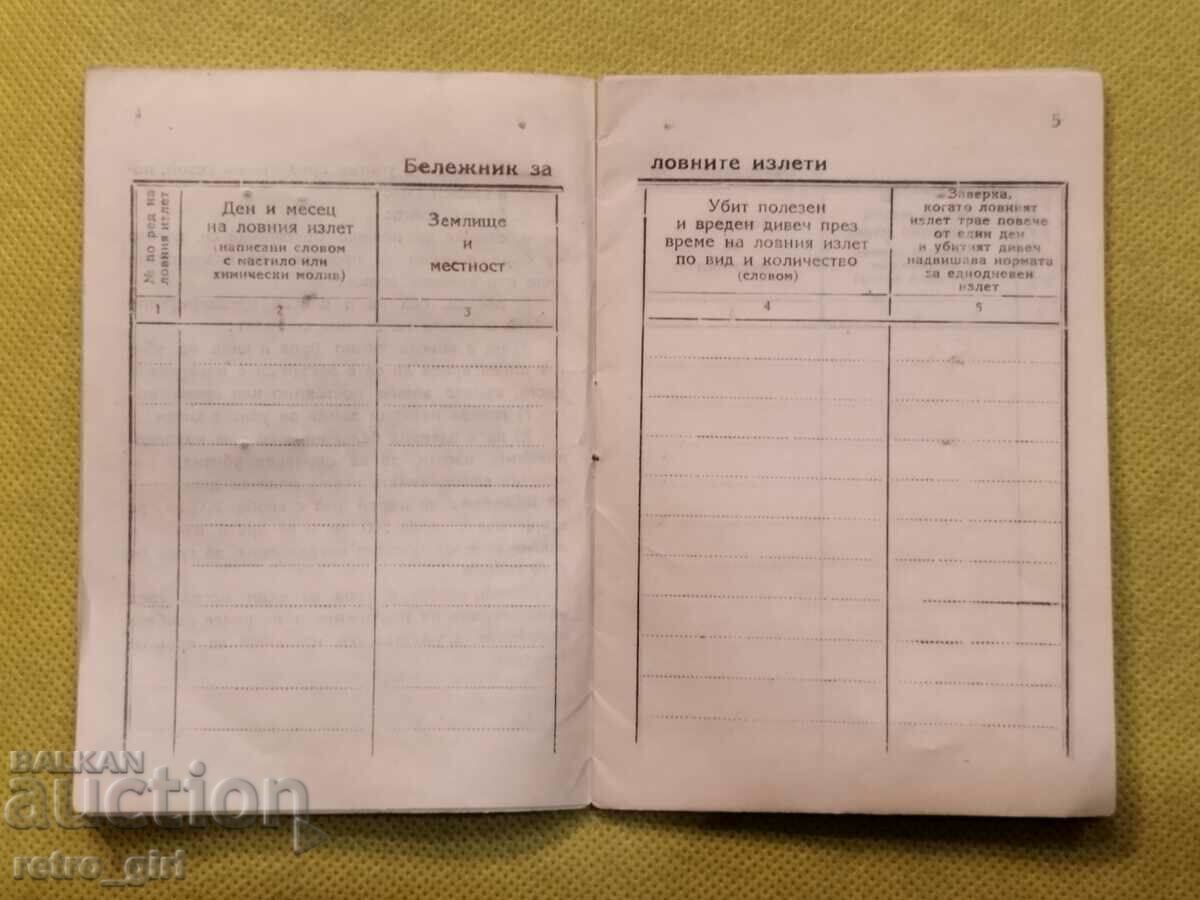 4
Бележник за
№ по ред на
ловния излет
Ден и месец
на ловния излет
(написани словом
с мастило или
химически молив)
Землище
и
местност
1
2
3
5
ловните излети
Убит полезен
и вреден дивеч през
време на ловния излет
по вид и количество
(словом)
Заверка,
когато ловният
излет трае повече
от един ден
и убитият дивеч
надвишава нормата
за еднодневен
излет
4
5
BALKAN
auction
retro_girl